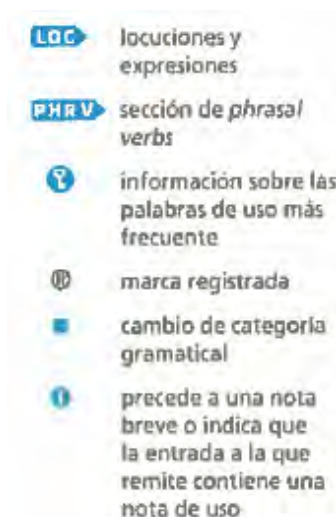 LOC locuciones y
expresiones
PHR V sección de phrasal
verbs
información sobre las
palabras de uso más
frecuente
® marca registrada
■ cambio de categoría
gramatical
precede a una nota
breve o indica que
la entrada a la que
remite contiene una
nota de uso